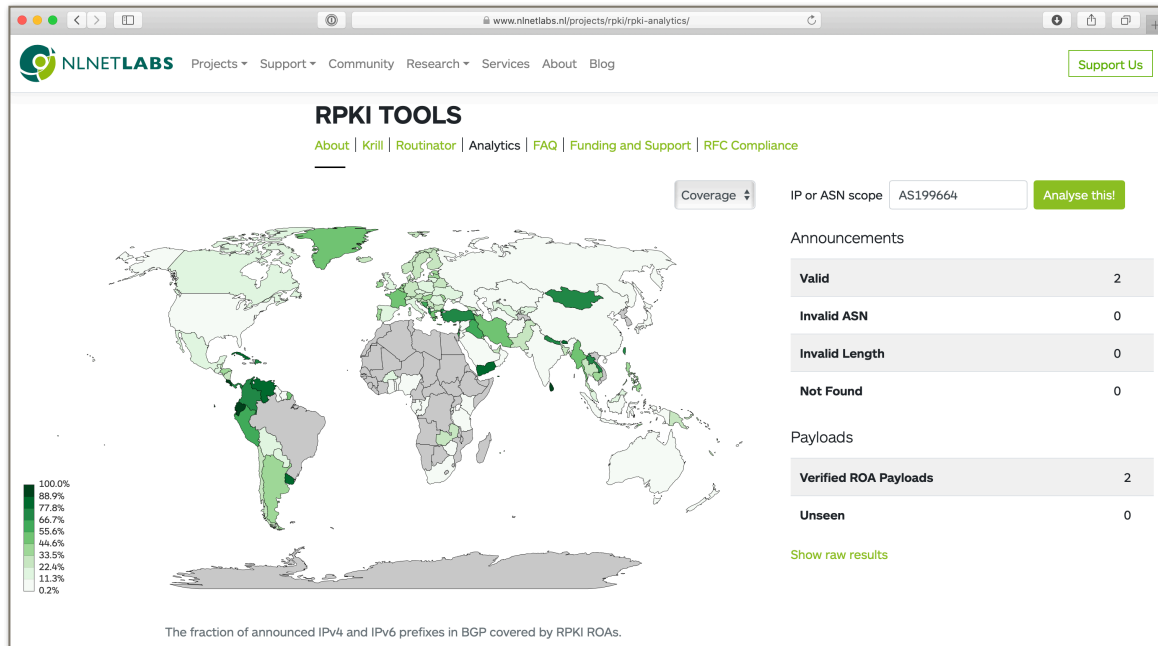 www.nlnetlabs.nl/projects/rpki/rpki-analytics/
NLNETLABS Projects Support Community Research Services About Blog Support Us
RPKI TOOLS
About | Krill | Routinator | Analytics | FAQ | Funding and Support | RFC Compliance
Coverage IP or ASN scope AS199664 Analyse this!
Announcements
Valid 2
Invalid ASN 0
Invalid Length 0
Not Found 0
Payloads
Verified ROA Payloads 2
Unseen 0
Show raw results
100.0%
88.9%
77.8%
66.7%
55.6%
44.6%
33.5%
22.4%
11.3%
0.2%
The fraction of announced IPv4 and IPv6 prefixes in BGP covered by RPKI ROAs.